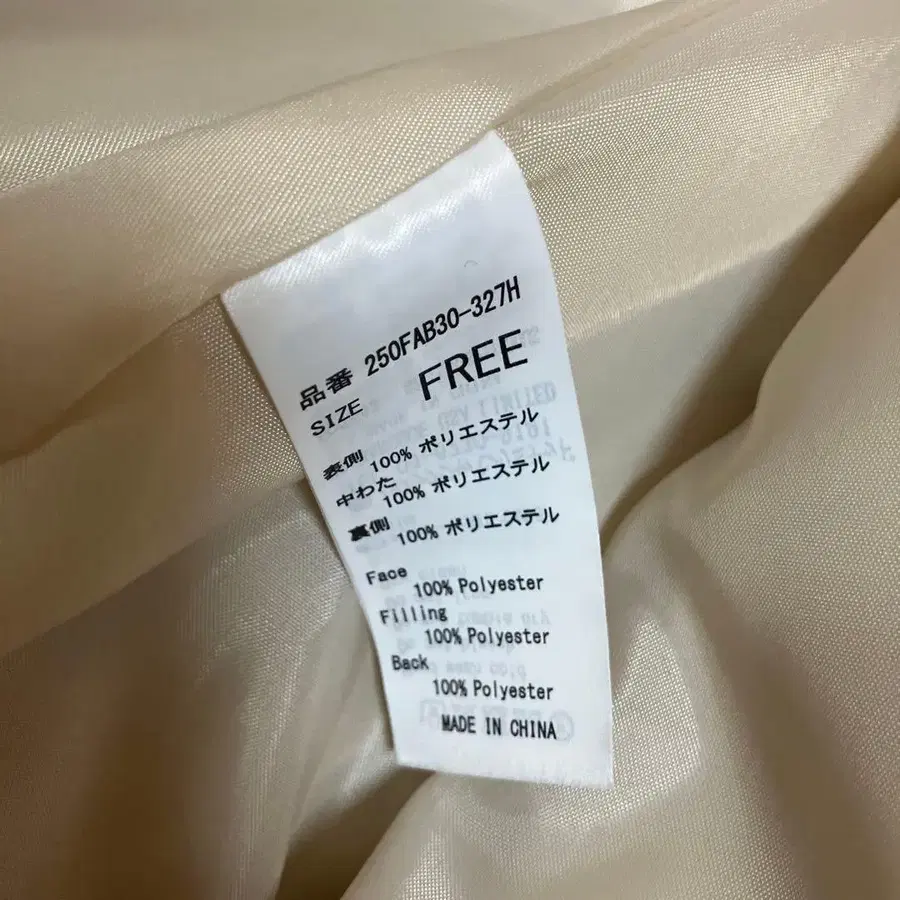 品番 250FAB30-327H
SIZE FREE
表側 100% ポリエステル
中わた 100% ポリエステル
裏側 100% ポリエステル
Face
100% Polyester
Filling
100% Polyester
Back
100% Polyester
MADE IN CHINA